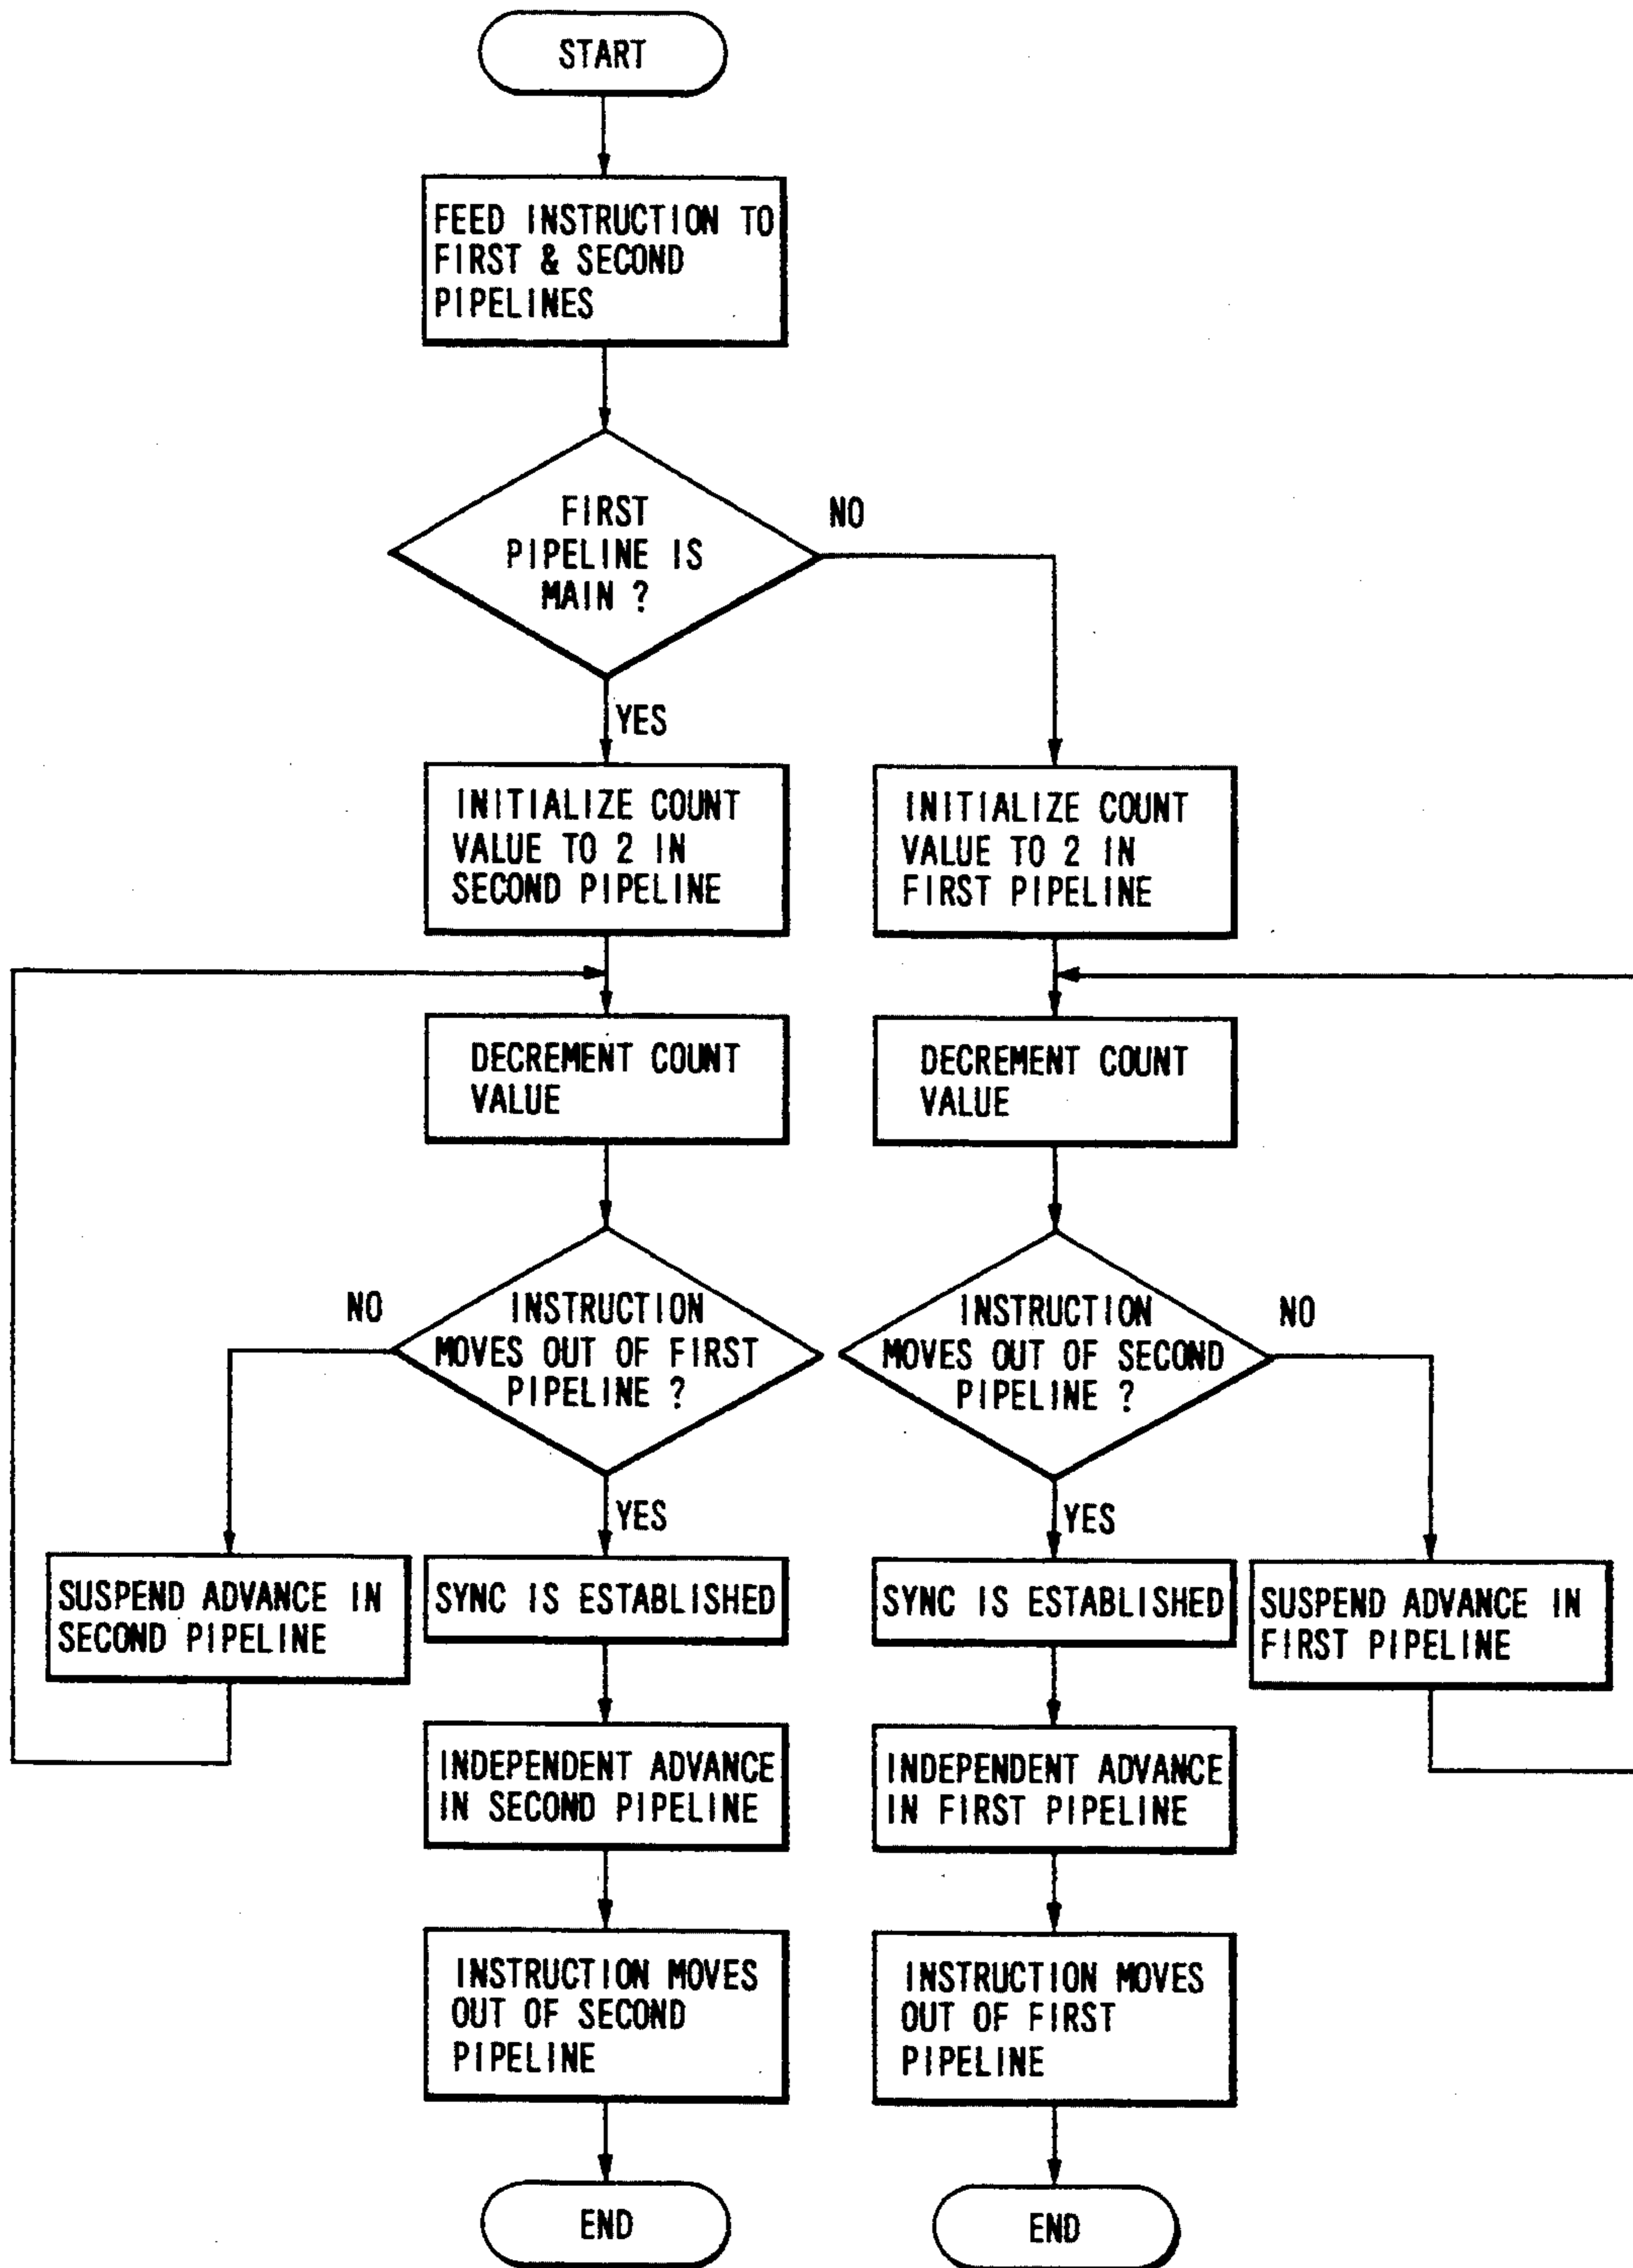 START
FEED INSTRUCTION TO
FIRST & SECOND
PIPELINES
FIRST
PIPELINE IS
MAIN ?
NO
YES
INITIALIZE COUNT
VALUE TO 2 IN
SECOND PIPELINE
INITIALIZE COUNT
VALUE TO 2 IN
FIRST PIPELINE
DECREMENT COUNT
VALUE
DECREMENT COUNT
VALUE
NO
INSTRUCTION
MOVES OUT OF FIRST
PIPELINE ?
INSTRUCTION
MOVES OUT OF SECOND
PIPELINE ?
NO
YES
YES
SUSPEND ADVANCE IN
SECOND PIPELINE
SYNC IS ESTABLISHED
SYNC IS ESTABLISHED
SUSPEND ADVANCE IN
FIRST PIPELINE
INDEPENDENT ADVANCE
IN SECOND PIPELINE
INDEPENDENT ADVANCE
IN FIRST PIPELINE
INSTRUCTION MOVES
OUT OF SECOND
PIPELINE
INSTRUCTION MOVES
OUT OF FIRST
PIPELINE
END
END